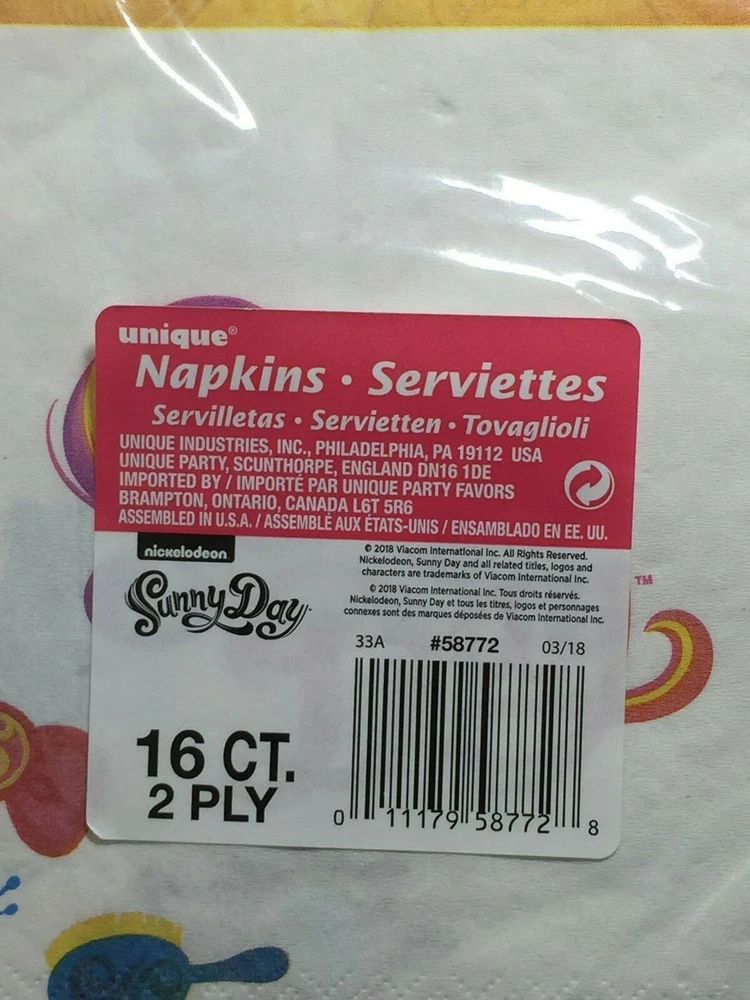 unique®
Napkins • Serviettes
Servilletas • Servietten • Tovaglioli
UNIQUE INDUSTRIES, INC., PHILADELPHIA, PA 19112 USA
UNIQUE PARTY, SCUNTHORPE, ENGLAND DN16 1DE
IMPORTED BY / IMPORTÉ PAR UNIQUE PARTY FAVORS
BRAMPTON, ONTARIO, CANADA L6T 5R6
ASSEMBLED IN U.S.A. / ASSEMBLÉ AUX ÉTATS-UNIS / ENSAMBLADO EN EE. UU.
nickelodeon
Sunny Day
© 2018 Viacom International Inc. All Rights Reserved.
Nickelodeon, Sunny Day and all related titles, logos and
characters are trademarks of Viacom International Inc.
© 2018 Viacom International Inc. Tous droits réservés.
Nickelodeon, Sunny Day et tous les titres, logos et personnages
connexes sont des marques déposées de Viacom International Inc.
TM
33A #58772 03/18
16 CT.
2 PLY
0 11179 58772 8